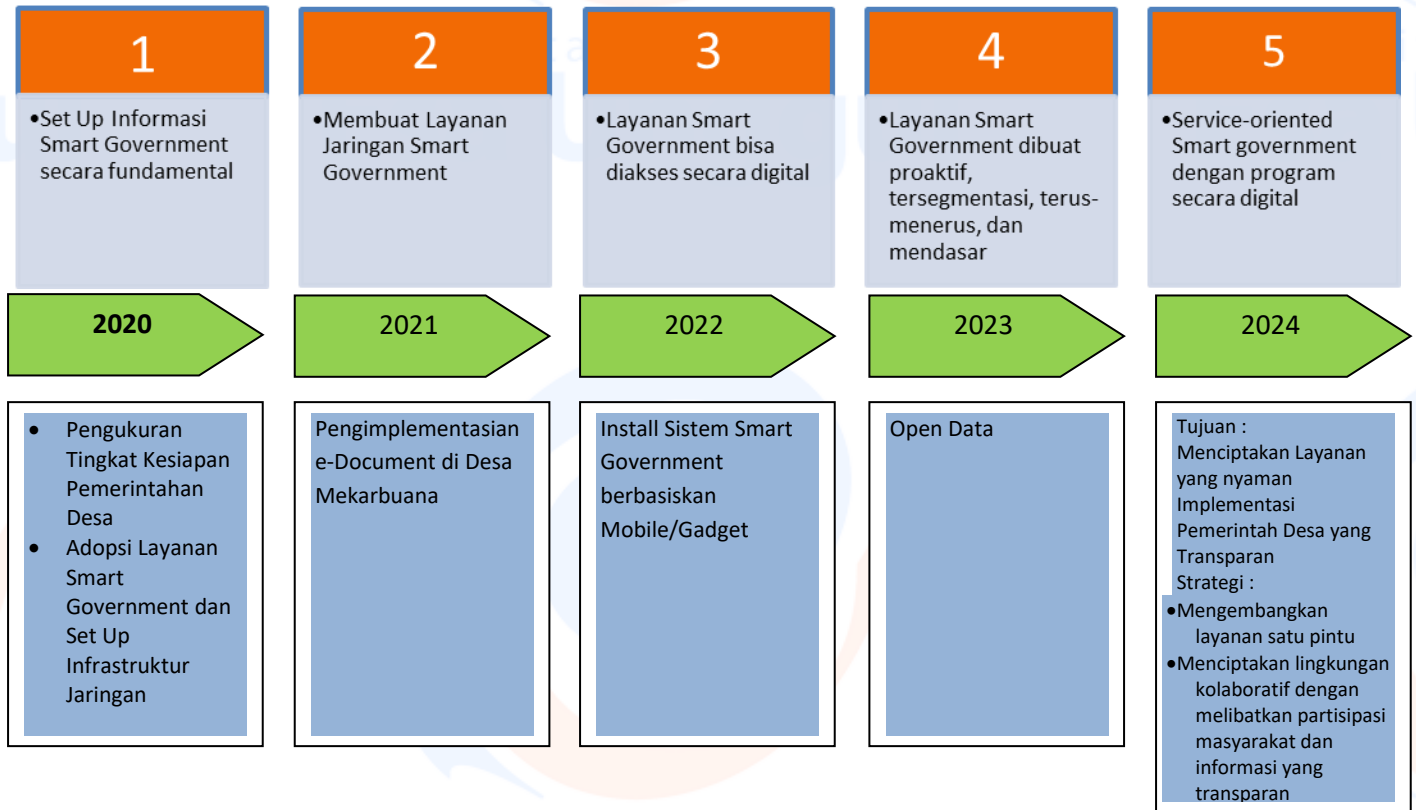 1
•Set Up Informasi
Smart Government
secara fundamental
2
•Membuat Layanan
Jaringan Smart
Government
3
•Layanan Smart
Government bisa
diakses secara digital
4
•Layanan Smart
Government dibuat
proaktif,
tersegmentasi, terus-
menerus, dan
mendasar
5
•Service-oriented
Smart government
dengan program
secara digital
2020
2021
2022
2023
2024
• Pengukuran
Tingkat Kesiapan
Pemerintahan
Desa
• Adopsi Layanan
Smart
Government dan
Set Up
Infrastruktur
Jaringan
Pengimplementasian
e-Document di Desa
Mekarbuana
Install Sistem Smart
Government
berbasiskan
Mobile/Gadget
Open Data
Tujuan :
Menciptakan Layanan
yang nyaman
Implementasi
Pemerintah Desa yang
Transparan
Strategi :
•Mengembangkan
layanan satu pintu
•Menciptakan lingkungan
kolaboratif dengan
melibatkan partisipasi
masyarakat dan
informasi yang
transparan